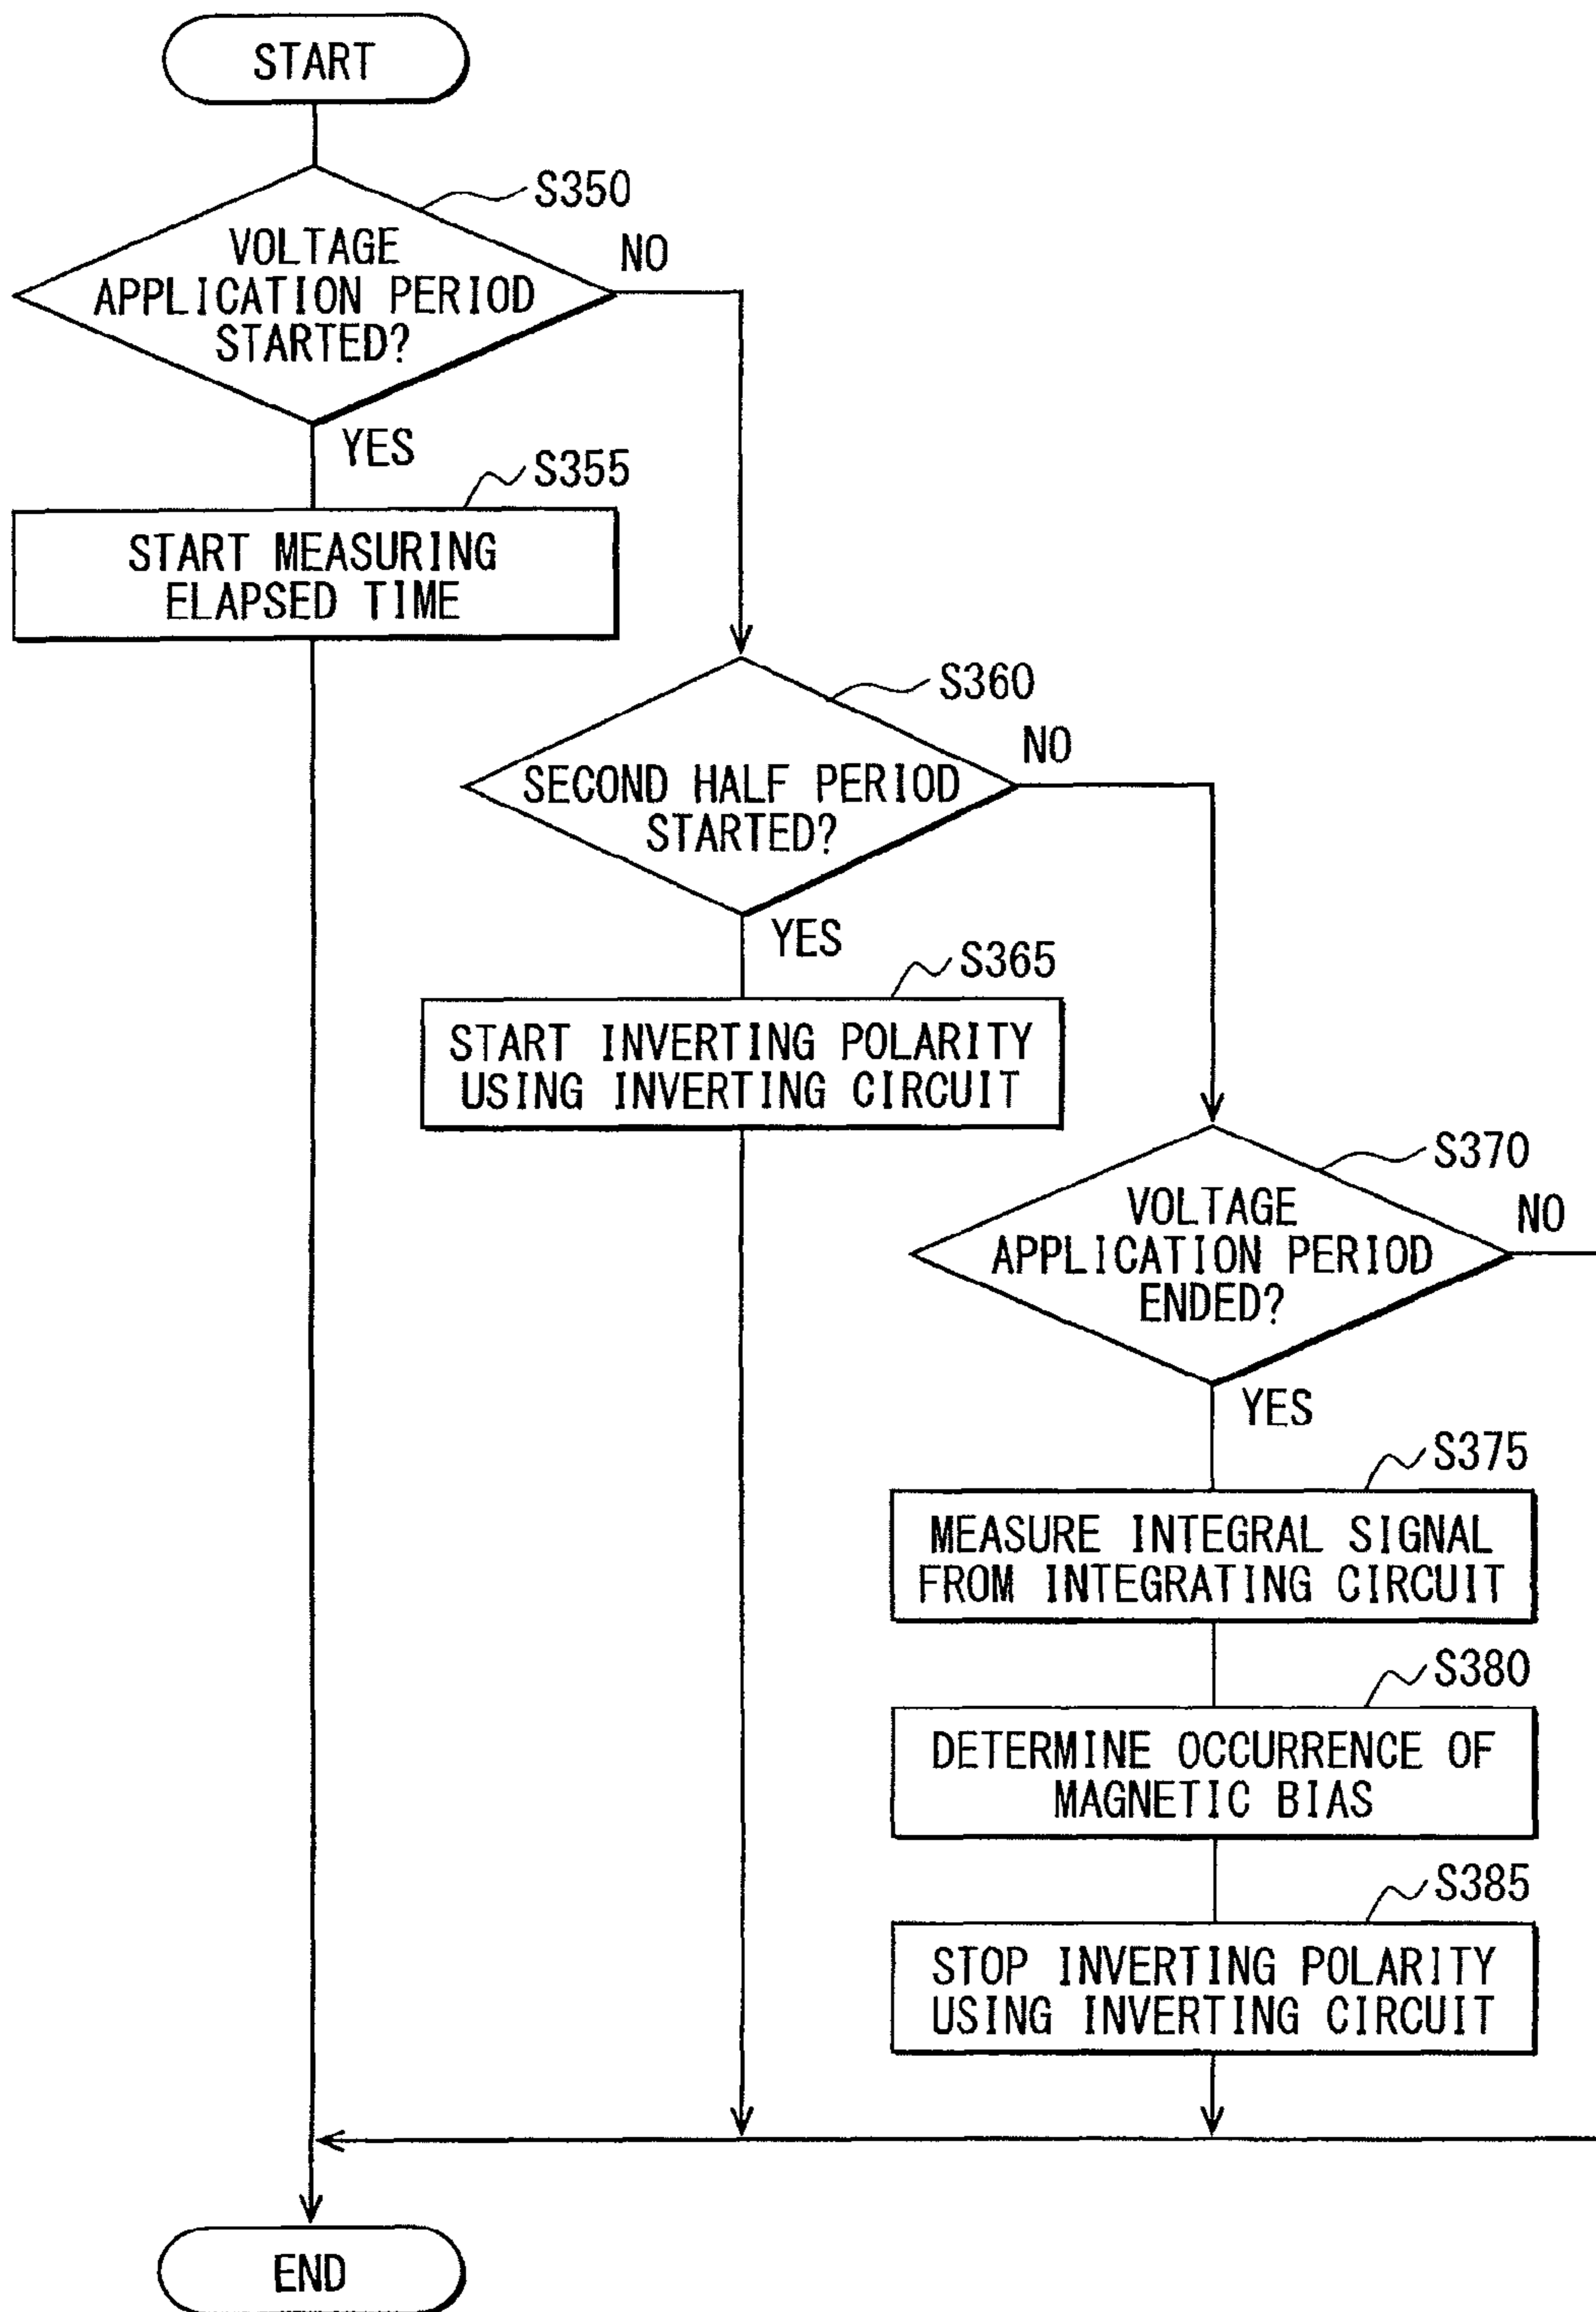 START
S350
VOLTAGE
APPLICATION PERIOD
STARTED?
NO
YES
S355
START MEASURING
ELAPSED TIME
S360
SECOND HALF PERIOD
STARTED?
NO
YES
S365
START INVERTING POLARITY
USING INVERTING CIRCUIT
S370
VOLTAGE
APPLICATION PERIOD
ENDED?
NO
YES
S375
MEASURE INTEGRAL SIGNAL
FROM INTEGRATING CIRCUIT
S380
DETERMINE OCCURRENCE OF
MAGNETIC BIAS
S385
STOP INVERTING POLARITY
USING INVERTING CIRCUIT
END